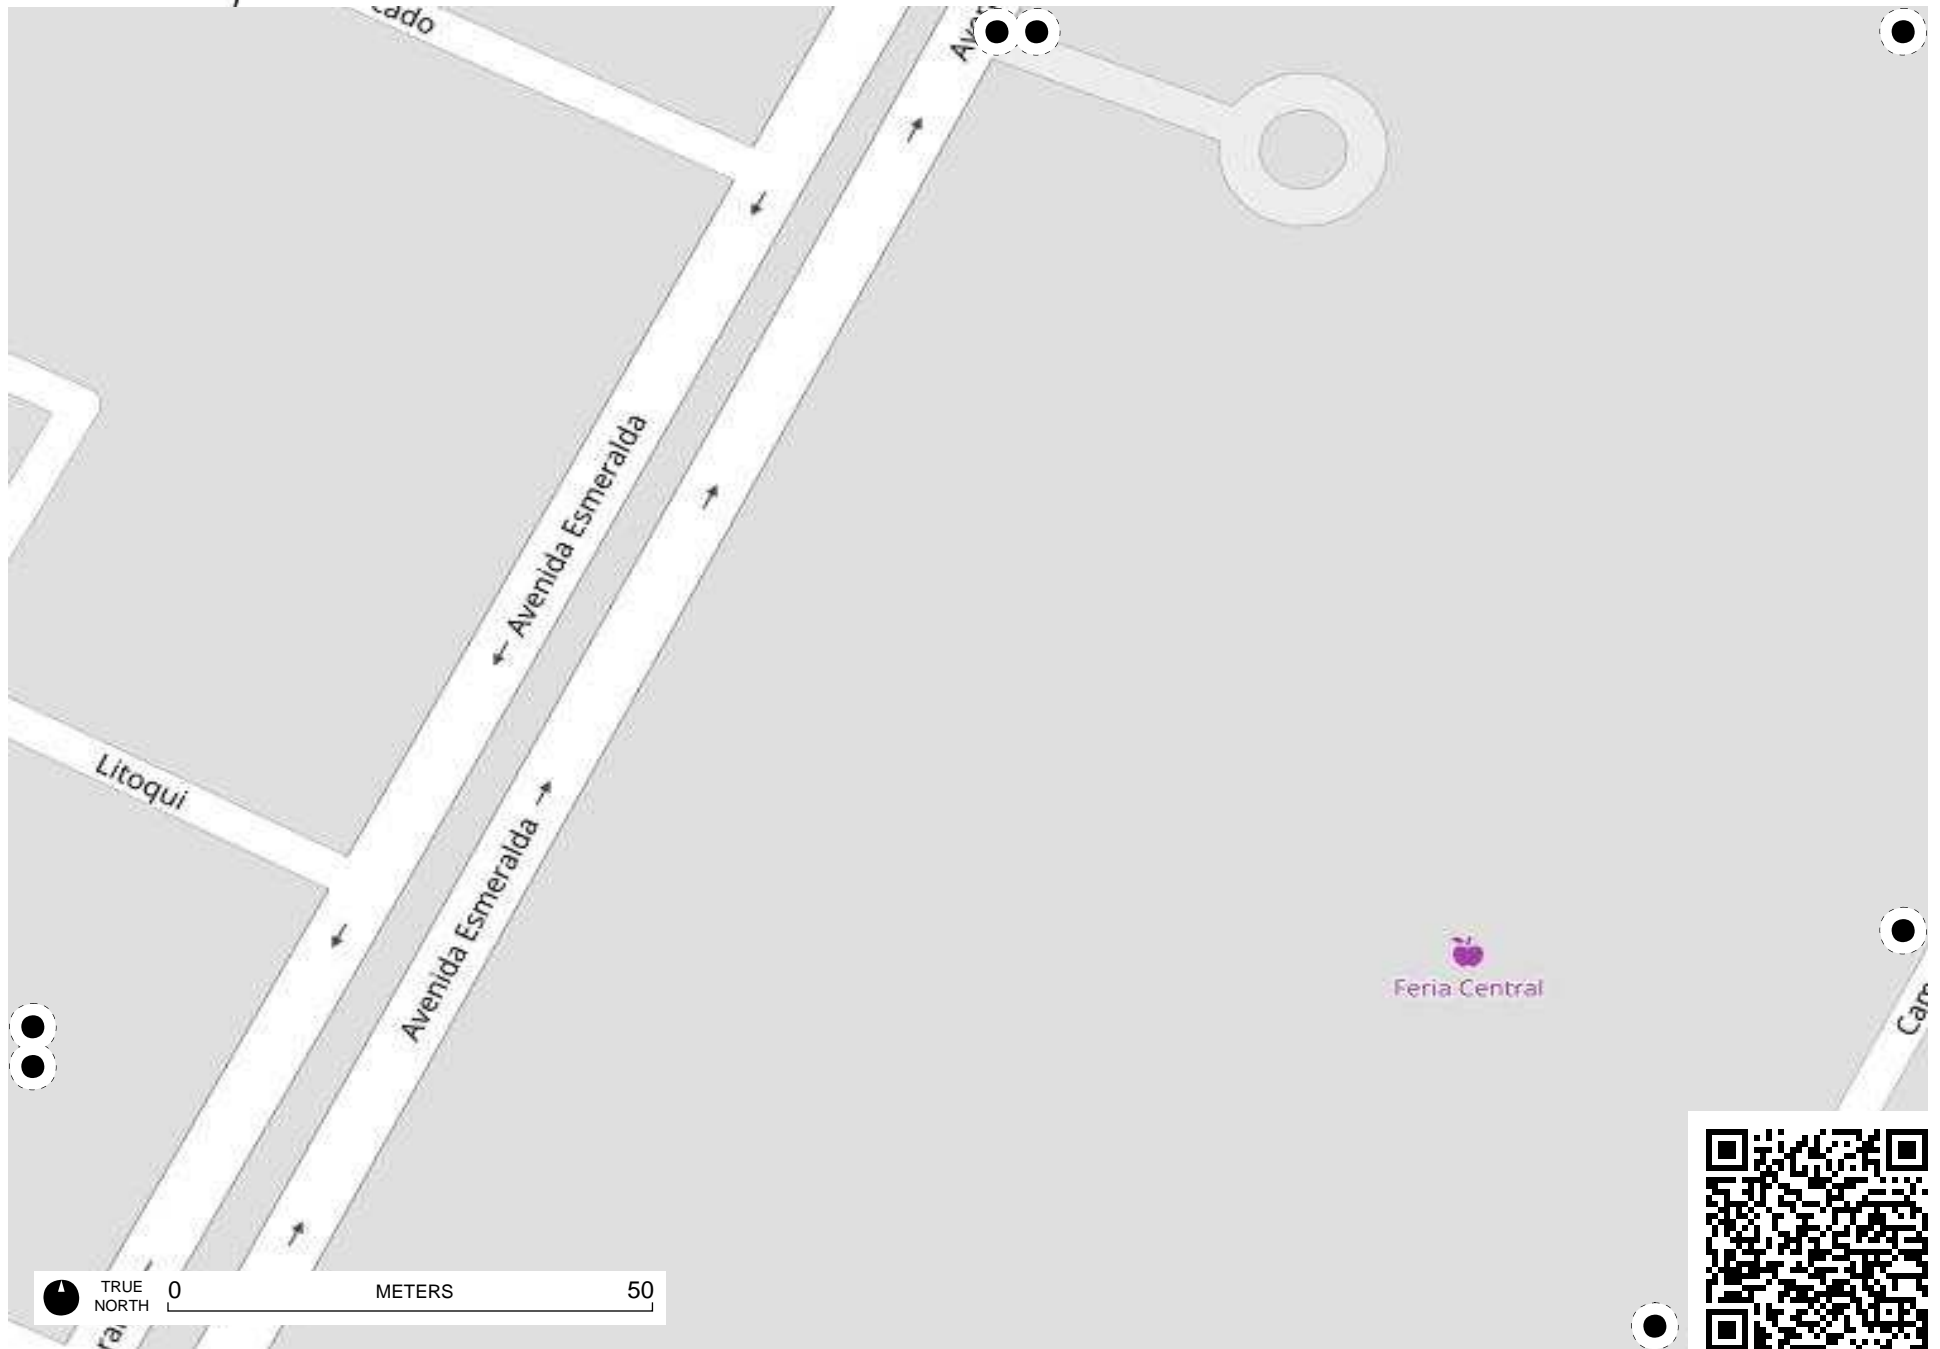 Avenida Esmeralda
Litoqui
Avenida Esmeralda
Feria Central
TRUE
NORTH
0
METERS
50